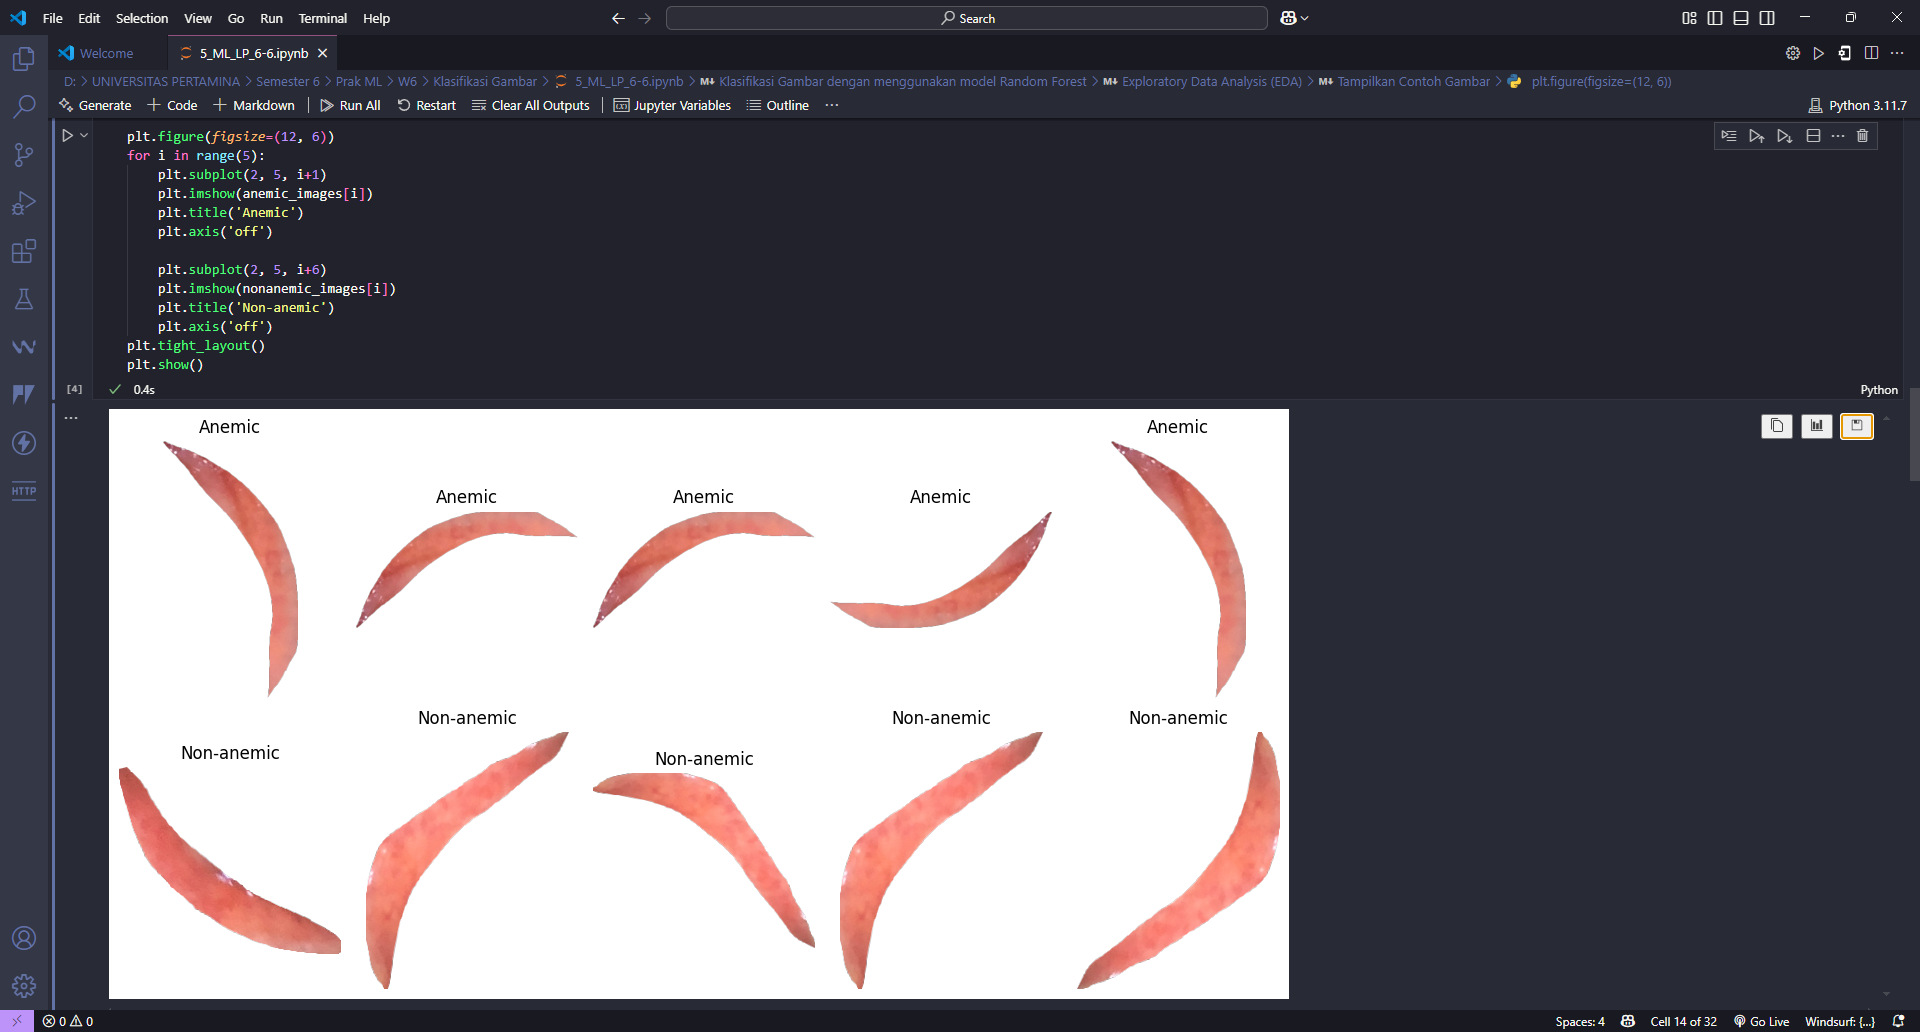 File Edit Selection View Go Run Terminal Help
Search
Welcome
5_ML_LP_6-6.ipynb
D: > UNIVERSITAS PERTAMINA > Semester 6 > Prak ML > W6 > Klasifikasi Gambar > 5_ML_LP_6-6.ipynb > M↓ Klasifikasi Gambar dengan menggunakan model Random Forest > M↓ Exploratory Data Analysis (EDA) > M↓ Tampilkan Contoh Gambar > plt.figure(figsize=(12, 6))
Generate + Code + Markdown | Run All Restart Clear All Outputs | Jupyter Variables Outline ...
Python 3.11.7
plt.figure(figsize=(12, 6))
for i in range(5):
    plt.subplot(2, 5, i+1)
    plt.imshow(anemic_images[i])
    plt.title('Anemic')
    plt.axis('off')

    plt.subplot(2, 5, i+6)
    plt.imshow(nonanemic_images[i])
    plt.title('Non-anemic')
    plt.axis('off')
plt.tight_layout()
plt.show()
[4] 0.4s
Python
Anemic
Anemic
Anemic
Anemic
Anemic
Non-anemic
Non-anemic
Non-anemic
Non-anemic
Non-anemic
HTTP
0 0
Spaces: 4
Cell 14 of 32
Go Live
Windsurf: {...}